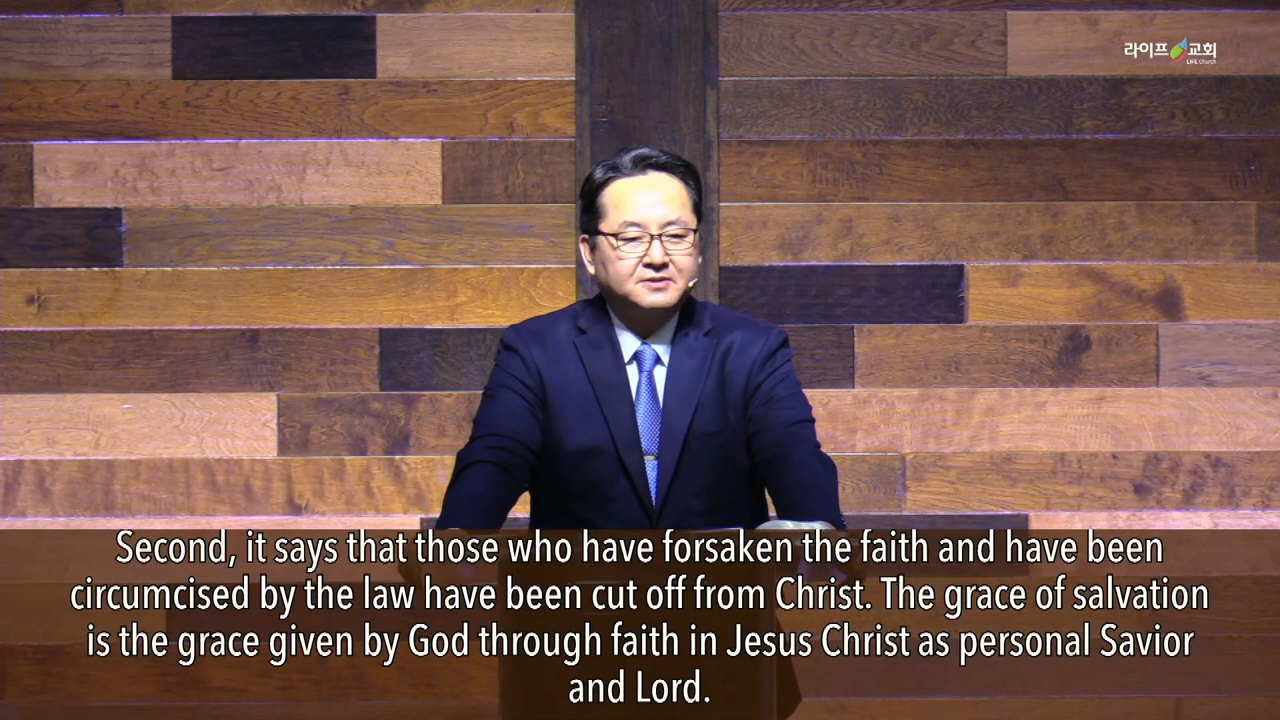 라이프교회
LIFE Church
Second, it says that those who have forsaken the faith and have been
circumcised by the law have been cut off from Christ. The grace of salvation
is the grace given by God through faith in Jesus Christ as personal Savior
and Lord.